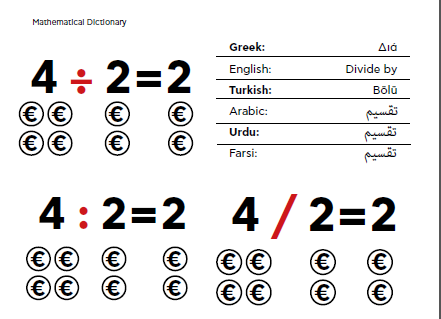 Mathematical Dictionary
4 ÷ 2=2
€ € € €
€ € € €
Greek: Διά
English: Divide by
Turkish: Bölü
Arabic: تقسيم
Urdu: تقسیم
Farsi: تقسیم
4 : 2=2
€ € € €
€ € € €
4 / 2=2
€ € € €
€ € € €